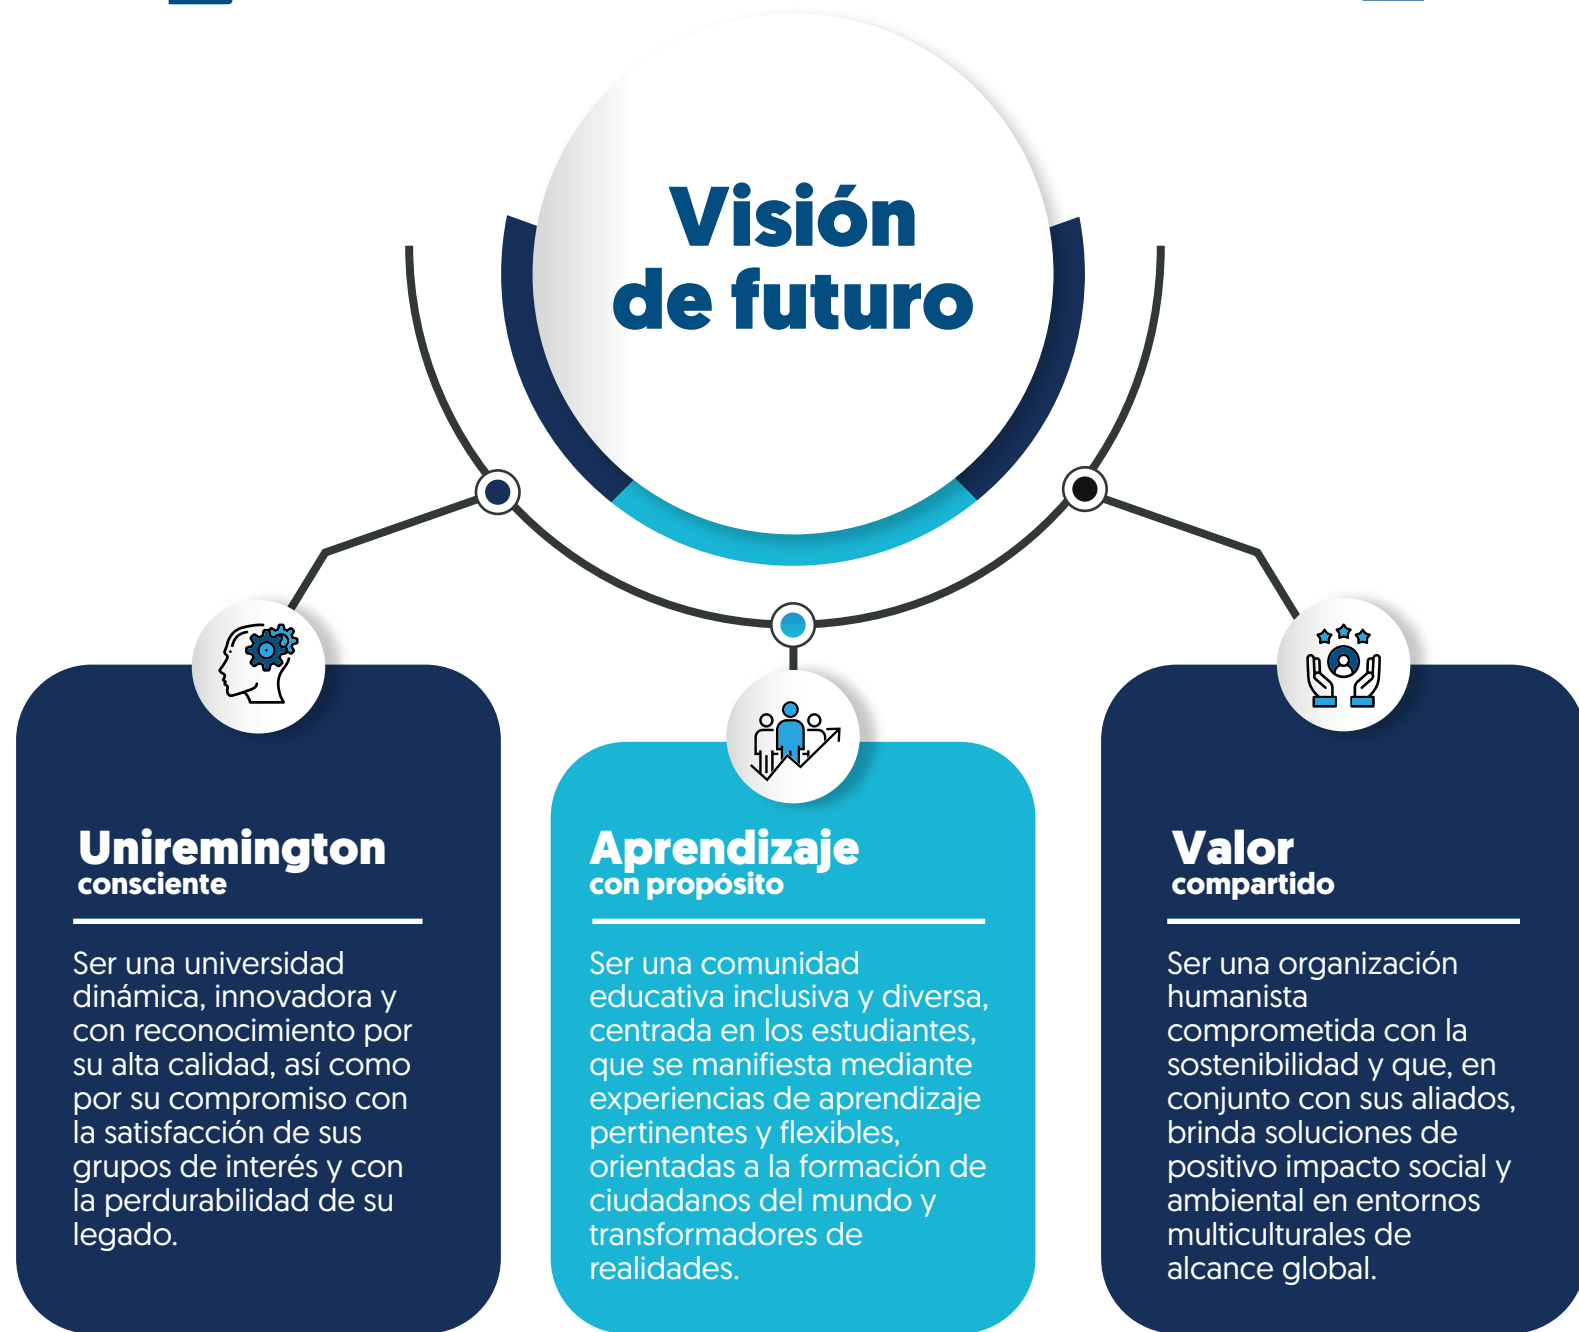 Visión
de futuro
Uniremington
consciente
Ser una universidad
dinámica, innovadora y
con reconocimiento por
su alta calidad, así como
por su compromiso con
la satisfacción de sus
grupos de interés y con
la perdurabilidad de su
legado.
Aprendizaje
con propósito
Ser una comunidad
educativa inclusiva y diversa,
centrada en los estudiantes,
que se manifiesta mediante
experiencias de aprendizaje
pertinentes y flexibles,
orientadas a la formación de
ciudadanos del mundo y
transformadores de
realidades.
Valor
compartido
Ser una organización
humanista
comprometida con la
sostenibilidad y que, en
conjunto con sus aliados,
brinda soluciones de
positivo impacto social y
ambiental en entornos
multiculturales de
alcance global.